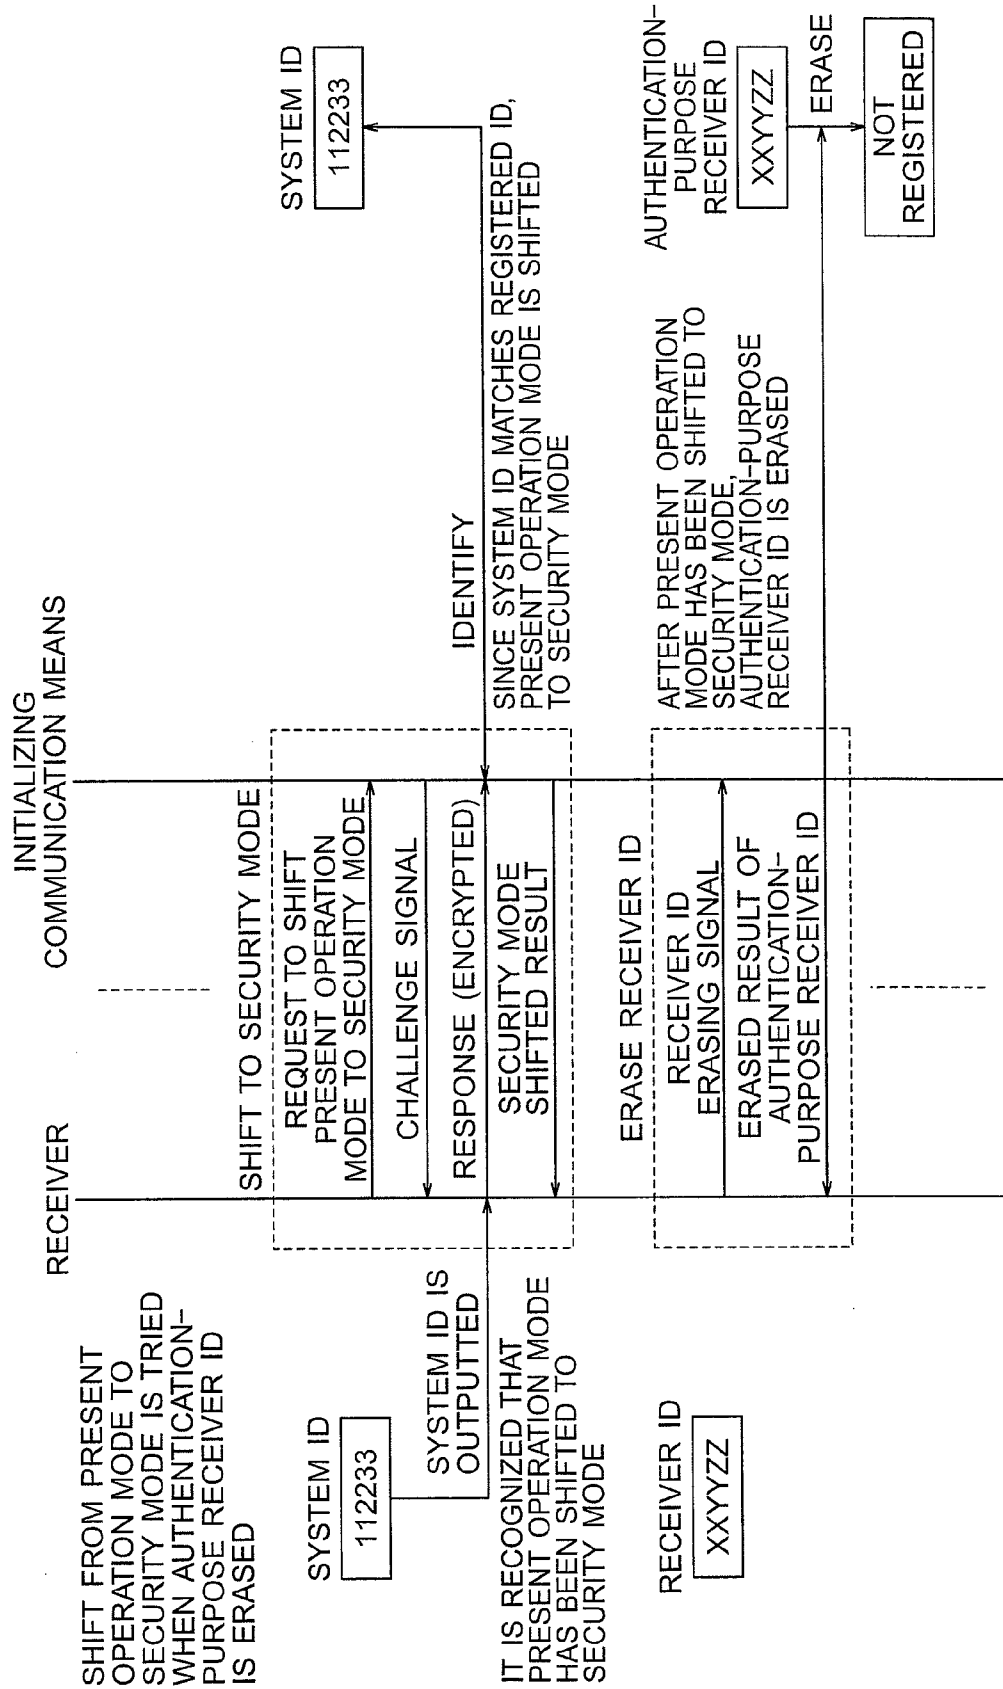 INITIALIZING
COMMUNICATION MEANS
RECEIVER
SHIFT FROM PRESENT
OPERATION MODE TO
SECURITY MODE IS TRIED
WHEN AUTHENTICATION-
PURPOSE RECEIVER ID
IS ERASED
SHIFT TO SECURITY MODE
REQUEST TO SHIFT
PRESENT OPERATION
MODE TO SECURITY MODE
SYSTEM ID
112233
SYSTEM ID
112233
CHALLENGE SIGNAL
SYSTEM ID IS
OUTPUTTED
RESPONSE (ENCRYPTED)
IDENTIFY
SECURITY MODE
SHIFTED RESULT
SINCE SYSTEM ID MATCHES REGISTERED ID,
PRESENT OPERATION MODE IS SHIFTED
TO SECURITY MODE
IT IS RECOGNIZED THAT
PRESENT OPERATION MODE
HAS BEEN SHIFTED TO
SECURITY MODE
ERASE RECEIVER ID
RECEIVER ID
XXYYZZ
RECEIVER ID
ERASING SIGNAL
AFTER PRESENT OPERATION
MODE HAS BEEN SHIFTED TO
SECURITY MODE,
AUTHENTICATION-PURPOSE
RECEIVER ID IS ERASED
AUTHENTICATION-
PURPOSE
RECEIVER ID
XXYYZZ
ERASED RESULT OF
AUTHENTICATION-
PURPOSE RECEIVER ID
ERASE
NOT
REGISTERED